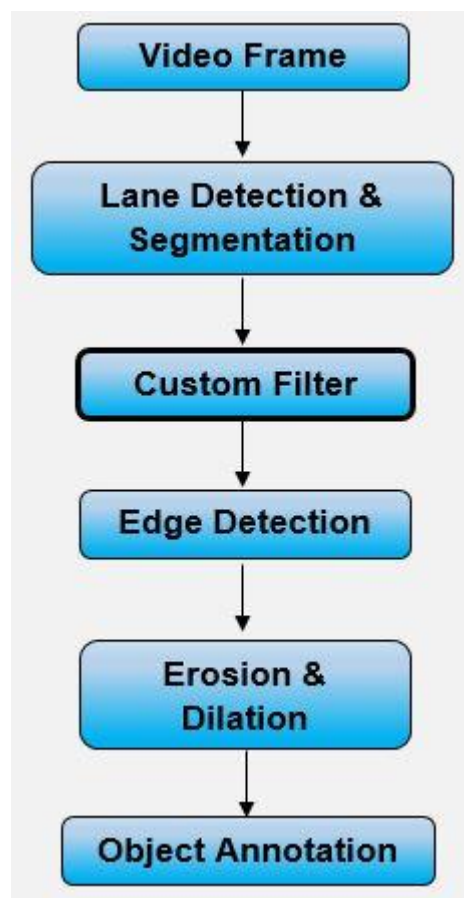 Video Frame
Lane Detection &
Segmentation
Custom Filter
Edge Detection
Erosion &
Dilation
Object Annotation